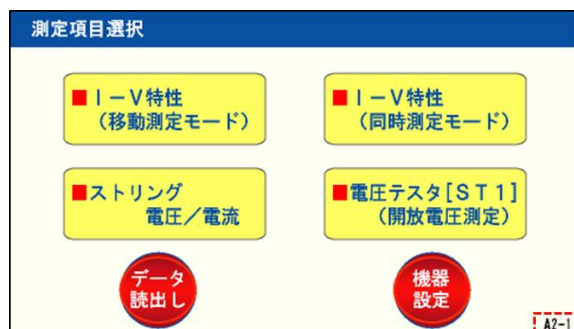 測定項目選択
■Ⅰ－Ⅴ特性
（移動測定モード）
■Ⅰ－Ⅴ特性
（同時測定モード）
■ストリング
電圧／電流
■電圧テスタ[ＳＴ１]
（開放電圧測定）
データ
読出し
機器
設定
A2-1